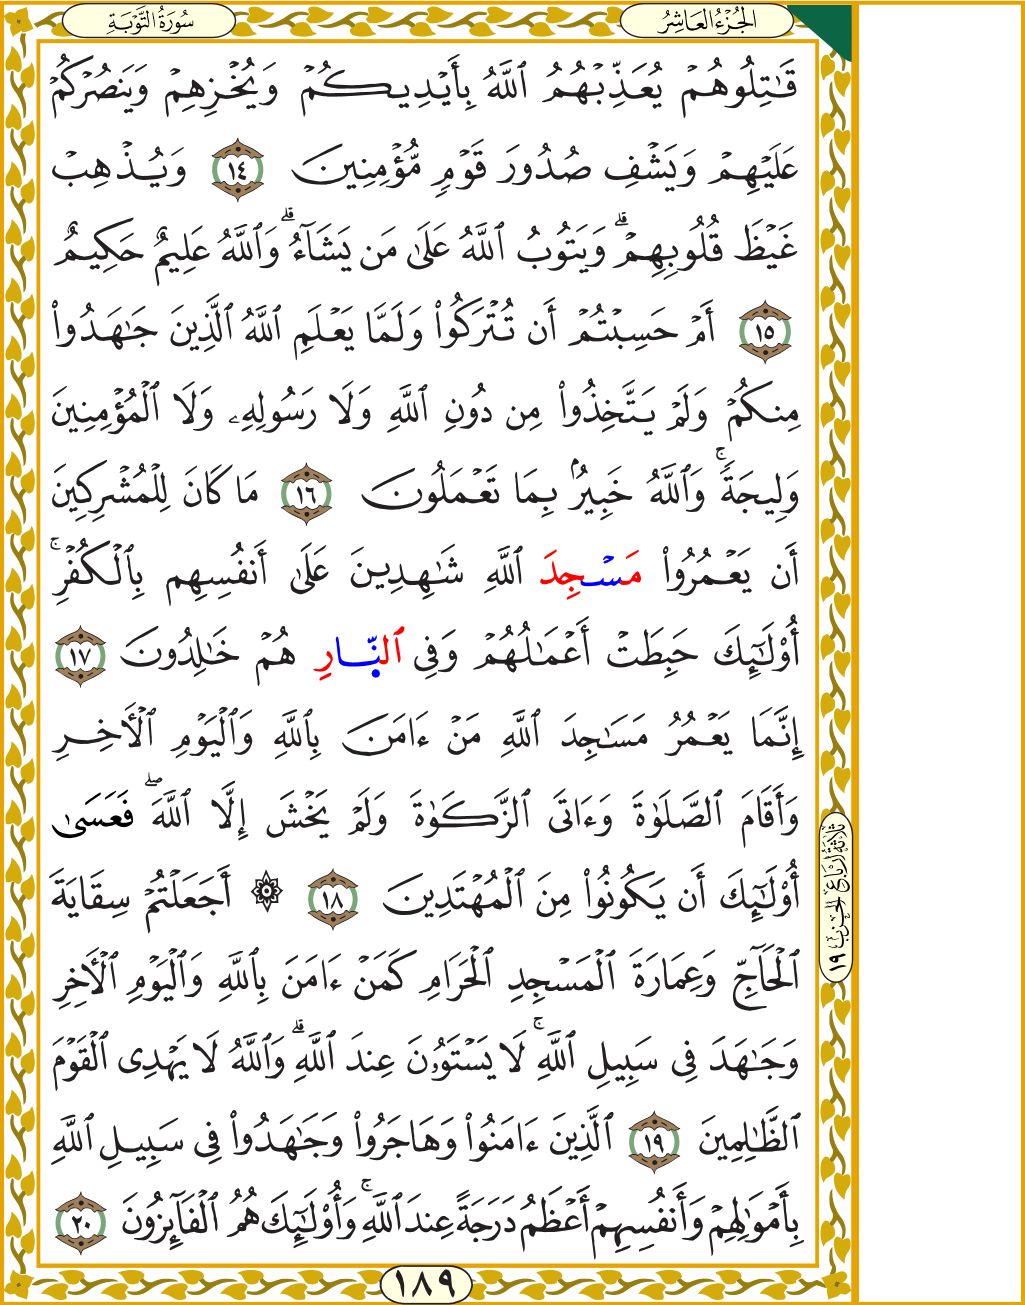 سُورَةُ التَّوْبَةِ
الجُزْءُ العَاشِرُ
قَٰتِلُوهُمْ يُعَذِّبْهُمُ ٱللَّهُ بِأَيْدِيكُمْ وَيُخْزِهِمْ وَيَنصُرْكُمْ
عَلَيْهِمْ وَيَشْفِ صُدُورَ قَوْمٍ مُّؤْمِنِينَ ١٤ وَيُذْهِبْ
غَيْظَ قُلُوبِهِمْ ۗ وَيَتُوبُ ٱللَّهُ عَلَىٰ مَن يَشَآءُ ۗ وَٱللَّهُ عَلِيمٌ حَكِيمٌ
١٥ أَمْ حَسِبْتُمْ أَن تُتْرَكُوا۟ وَلَمَّا يَعْلَمِ ٱللَّهُ ٱلَّذِينَ جَٰهَدُوا۟
مِنكُمْ وَلَمْ يَتَّخِذُوا۟ مِن دُونِ ٱللَّهِ وَلَا رَسُولِهِۦ وَلَا ٱلْمُؤْمِنِينَ
وَلِيجَةً ۚ وَٱللَّهُ خَبِيرٌۢ بِمَا تَعْمَلُونَ ١٦ مَا كَانَ لِلْمُشْرِكِينَ
أَن يَعْمُرُوا۟ مَسْجِدَ ٱللَّهِ شَٰهِدِينَ عَلَىٰٓ أَنفُسِهِم بِٱلْكُفْرِ ۚ
أُو۟لَٰٓئِكَ حَبِطَتْ أَعْمَٰلُهُمْ وَفِى ٱلنّبَارِ هُمْ خَٰلِدُونَ ١٧
إِنَّمَا يَعْمُرُ مَسَٰجِدَ ٱللَّهِ مَنْ ءَامَنَ بِٱللَّهِ وَٱلْيَوْمِ ٱلْأَخِرِ
وَأَقَامَ ٱلصَّلَوٰةَ وَءَاتَى ٱلزَّكَوٰةَ وَلَمْ يَخْشَ إِلَّا ٱللَّهَ ۖ فَعَسَىٰٓ
أُو۟لَٰٓئِكَ أَن يَكُونُوا۟ مِنَ ٱلْمُهْتَدِينَ ١٨ ۞ أَجَعَلْتُمْ سِقَايَةَ
ٱلْحَآجِّ وَعِمَارَةَ ٱلْمَسْجِدِ ٱلْحَرَامِ كَمَنْ ءَامَنَ بِٱللَّهِ وَٱلْيَوْمِ ٱلْأَخِرِ
وَجَٰهَدَ فِى سَبِيلِ ٱللَّهِ ۚ لَا يَسْتَوُۥنَ عِندَ ٱللَّهِ ۗ وَٱللَّهُ لَا يَهْدِى ٱلْقَوْمَ
ٱلظَّٰلِمِينَ ١٩ ٱلَّذِينَ ءَامَنُوا۟ وَهَاجَرُوا۟ وَجَٰهَدُوا۟ فِى سَبِيلِ ٱللَّهِ
بِأَمْوَٰلِهِمْ وَأَنفُسِهِمْ أَعْظَمُ دَرَجَةً عِندَ ٱللَّهِ ۚ وَأُو۟لَٰٓئِكَ هُمُ ٱلْفَآئِزُونَ ٢٠
ثَلَاثَةُ أَرْبَاعِ الحِزْبِ ١٩
١٨٩